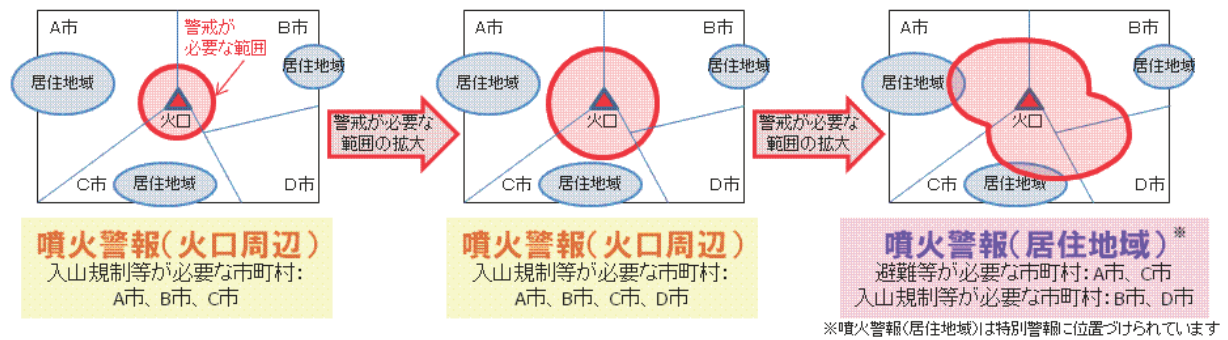 A市
B市
警戒が
必要な範囲
居住地域
居住地域
火口
C市
居住地域
D市
警戒が必要な
範囲の拡大
A市
B市
居住地域
居住地域
火口
C市
居住地域
D市
警戒が必要な
範囲の拡大
A市
B市
居住地域
居住地域
火口
C市
居住地域
D市
噴火警報(火口周辺)
入山規制等が必要な市町村:
A市、B市、C市
噴火警報(火口周辺)
入山規制等が必要な市町村:
A市、B市、C市、D市
噴火警報(居住地域)※
避難等が必要な市町村:A市、C市
入山規制等が必要な市町村:B市、D市
※噴火警報(居住地域)は特別警報に位置づけられています